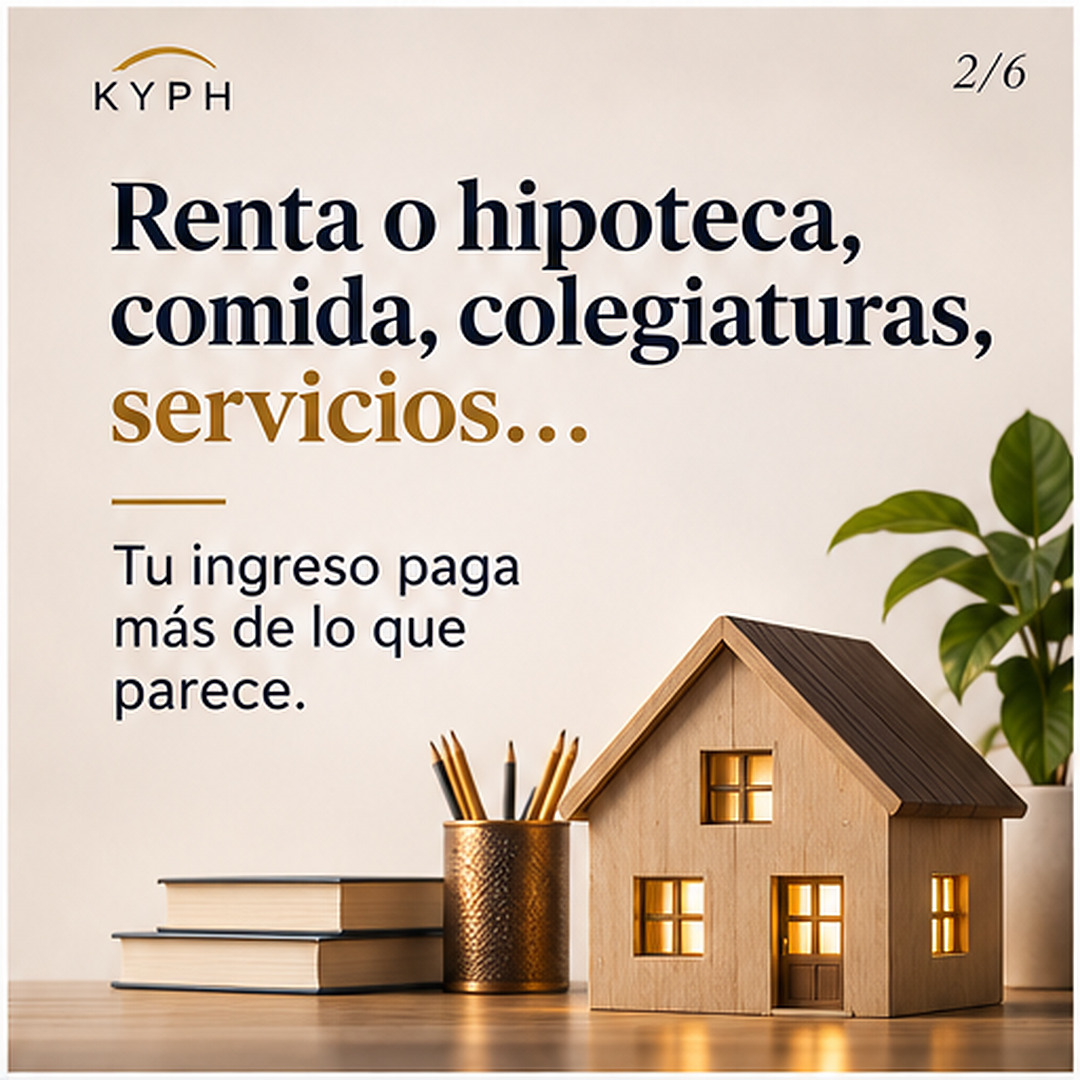 KYPH
2/6
Renta o hipoteca,
comida, colegiaturas,
servicios...
Tu ingreso paga
más de lo que
parece.